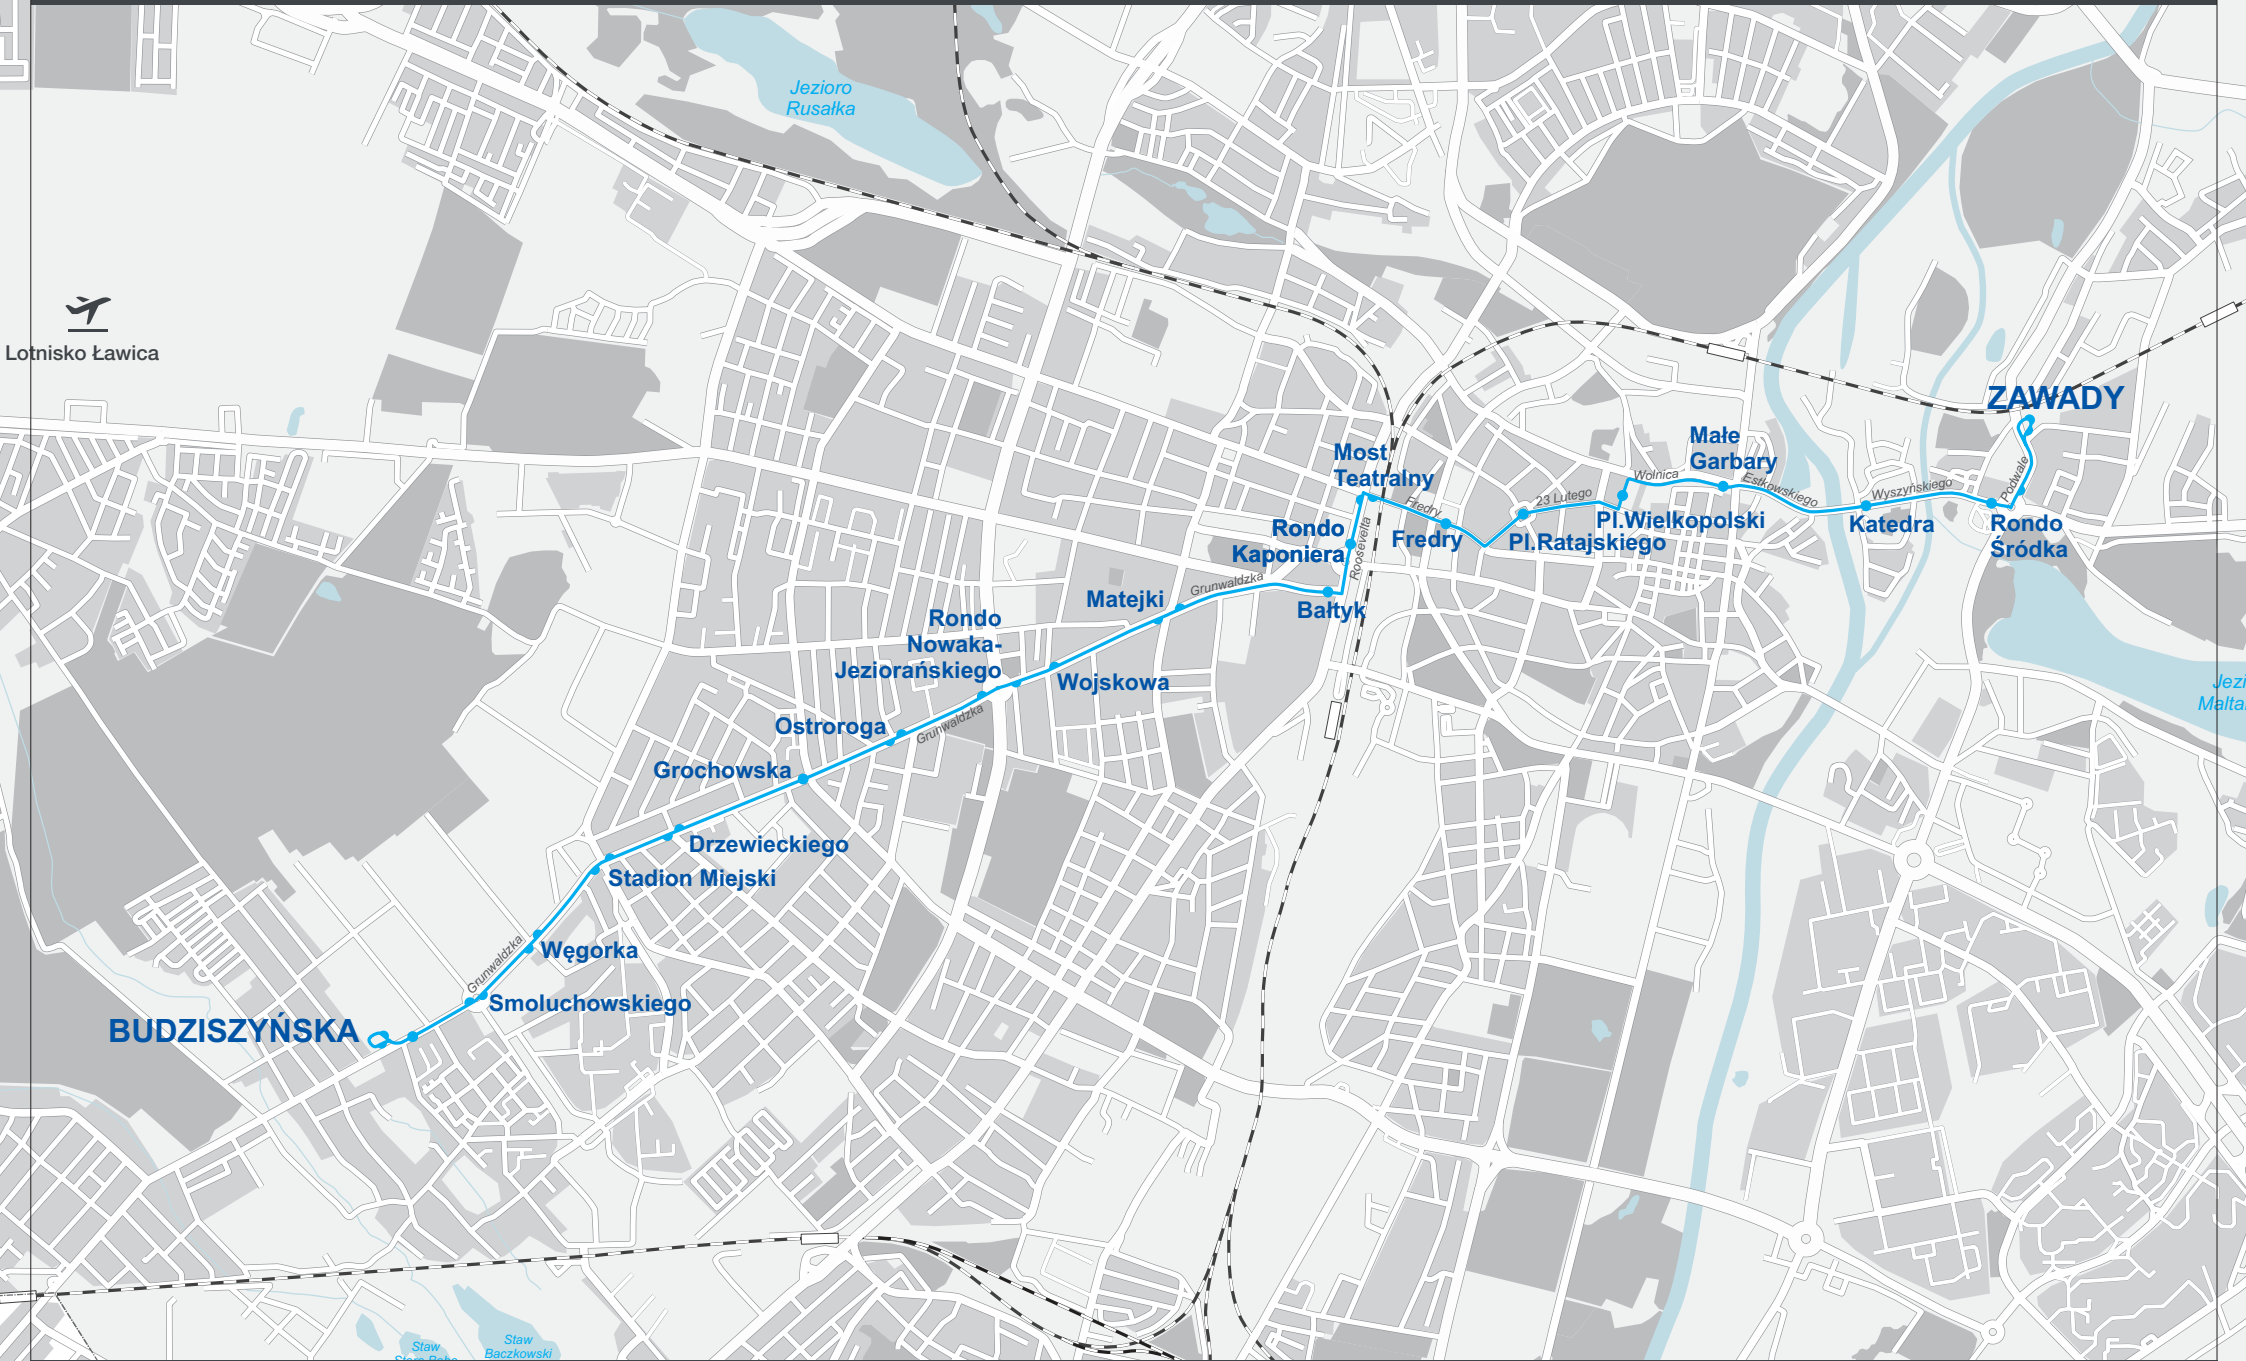 Jezioro
Rusałka
Lotnisko Ławica
ZAWADY
Małe
Garbary
Most
Teatralny
Wolnica
Estkowskiego
Wyszyńskiego
Podwale
Fredry
23 Lutego
Pl.Wielkopolski
Katedra
Rondo
Śródka
Rondo
Kaponiera
Roosevelta
Fredry
Pl.Ratajskiego
Grunwaldzka
Matejki
Bałtyk
Rondo
Nowaka-
Jeziorańskiego
Wojskowa
Jezi
Malta
Ostroroga
Grunwaldzka
Grochowska
Drzewieckiego
Stadion Miejski
Grunwaldzka
Węgorka
Smoluchowskiego
BUDZISZYŃSKA
Staw
Baczkowski
Staw